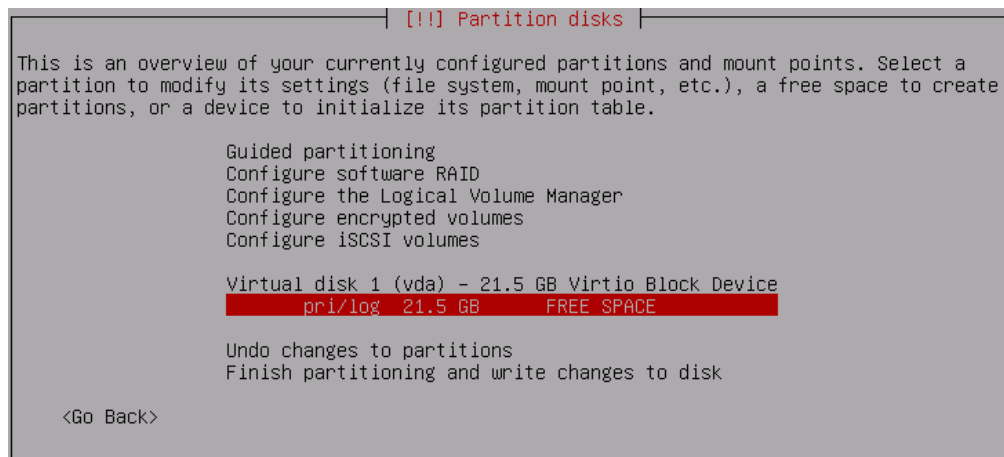 [!!] Partition disks
This is an overview of your currently configured partitions and mount points. Select a
partition to modify its settings (file system, mount point, etc.), a free space to create
partitions, or a device to initialize its partition table.
Guided partitioning
Configure software RAID
Configure the Logical Volume Manager
Configure encrypted volumes
Configure iSCSI volumes
Virtual disk 1 (vda) - 21.5 GB Virtio Block Device
pri/log 21.5 GB FREE SPACE
Undo changes to partitions
Finish partitioning and write changes to disk
<Go Back>